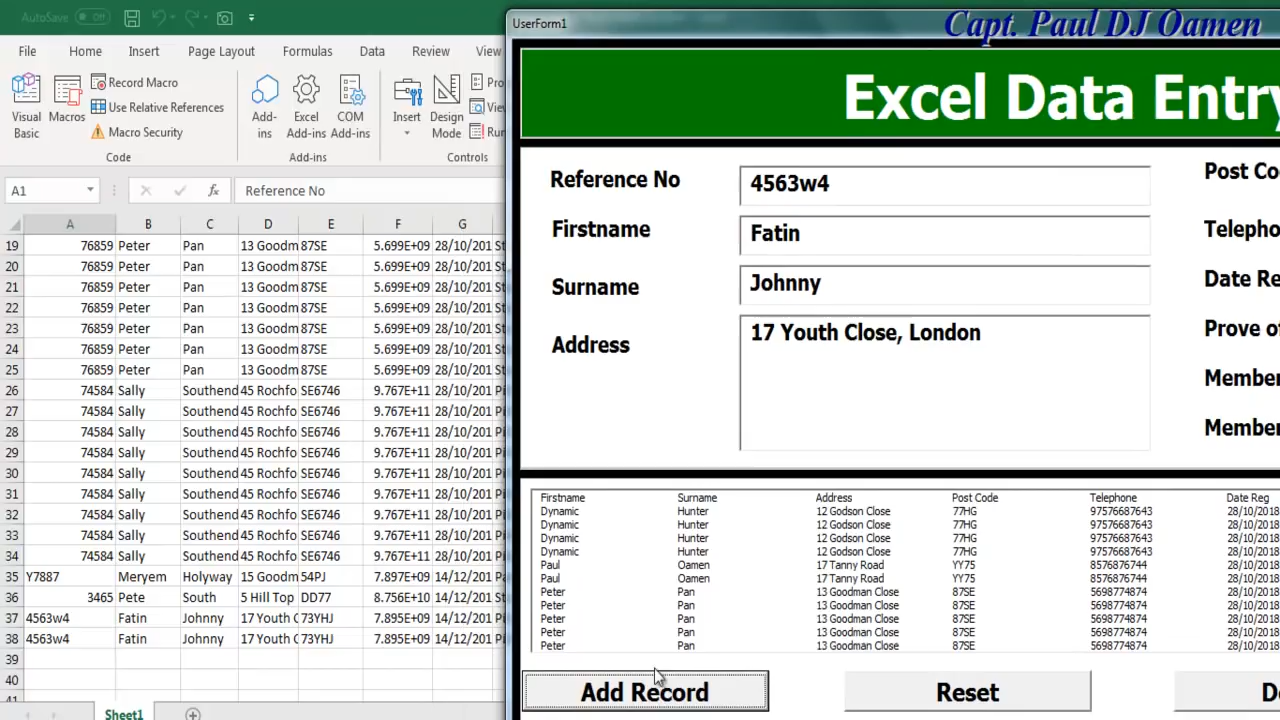 AutoSave Off
UserForm1
Capt. Paul DJ Oamen
File Home Insert Page Layout Formulas Data Review View
Visual Basic
Macros
Record Macro
Use Relative References
Macro Security
Code
Add-ins
Excel Add-ins
COM Add-ins
Add-ins
Insert
Design Mode
Controls
A1
fx
Reference No
A B C D E F G
19 76859 Peter Pan 13 Goodm 87SE 5.699E+09 28/10/201 St
20 76859 Peter Pan 13 Goodm 87SE 5.699E+09 28/10/201 St
21 76859 Peter Pan 13 Goodm 87SE 5.699E+09 28/10/201 St
22 76859 Peter Pan 13 Goodm 87SE 5.699E+09 28/10/201 St
23 76859 Peter Pan 13 Goodm 87SE 5.699E+09 28/10/201 St
24 76859 Peter Pan 13 Goodm 87SE 5.699E+09 28/10/201 St
25 76859 Peter Pan 13 Goodm 87SE 5.699E+09 28/10/201 St
26 74584 Sally Southend 45 Rochfo SE6746 9.767E+11 28/10/201
27 74584 Sally Southend 45 Rochfo SE6746 9.767E+11 28/10/201
28 74584 Sally Southend 45 Rochfo SE6746 9.767E+11 28/10/201
29 74584 Sally Southend 45 Rochfo SE6746 9.767E+11 28/10/201
30 74584 Sally Southend 45 Rochfo SE6746 9.767E+11 28/10/201
31 74584 Sally Southend 45 Rochfo SE6746 9.767E+11 28/10/201
32 74584 Sally Southend 45 Rochfo SE6746 9.767E+11 28/10/201
33 74584 Sally Southend 45 Rochfo SE6746 9.767E+11 28/10/201
34 74584 Sally Southend 45 Rochfo SE6746 9.767E+11 28/10/201
35 Y7887 Meryem Holyway 15 Goodm 54PJ 7.897E+09 14/12/201
36 3465 Pete South 5 Hill Top DD77 8.756E+10 14/12/201 St
37 4563w4 Fatin Johnny 17 Youth C 73YHJ 7.895E+09 14/12/201
38 4563w4 Fatin Johnny 17 Youth C 73YHJ 7.895E+09 14/12/201
39
40
41
Sheet1
Excel Data Entry
Reference No 4563w4 Post Co
Firstname Fatin Telepho
Surname Johnny Date Re
Address 17 Youth Close, London Prove of
Member
Member
Firstname Surname Address Post Code Telephone Date Reg
Dynamic Hunter 12 Godson Close 77HG 97576687643 28/10/2018
Dynamic Hunter 12 Godson Close 77HG 97576687643 28/10/2018
Dynamic Hunter 12 Godson Close 77HG 97576687643 28/10/2018
Dynamic Hunter 12 Godson Close 77HG 97576687643 28/10/2018
Paul Oamen 17 Tanny Road YY75 8576876744 28/10/2018
Paul Oamen 17 Tanny Road YY75 8576876744 28/10/2018
Peter Pan 13 Goodman Close 87SE 5698774874 28/10/2018
Peter Pan 13 Goodman Close 87SE 5698774874 28/10/2018
Peter Pan 13 Goodman Close 87SE 5698774874 28/10/2018
Peter Pan 13 Goodman Close 87SE 5698774874 28/10/2018
Peter Pan 13 Goodman Close 87SE 5698774874 28/10/2018
Add Record Reset